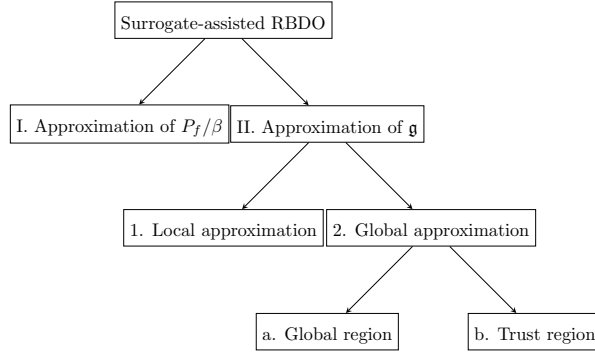 Surrogate-assisted RBDO
I. Approximation of $P_f/\beta$
II. Approximation of $\mathfrak{g}$
1. Local approximation
2. Global approximation
a. Global region
b. Trust region